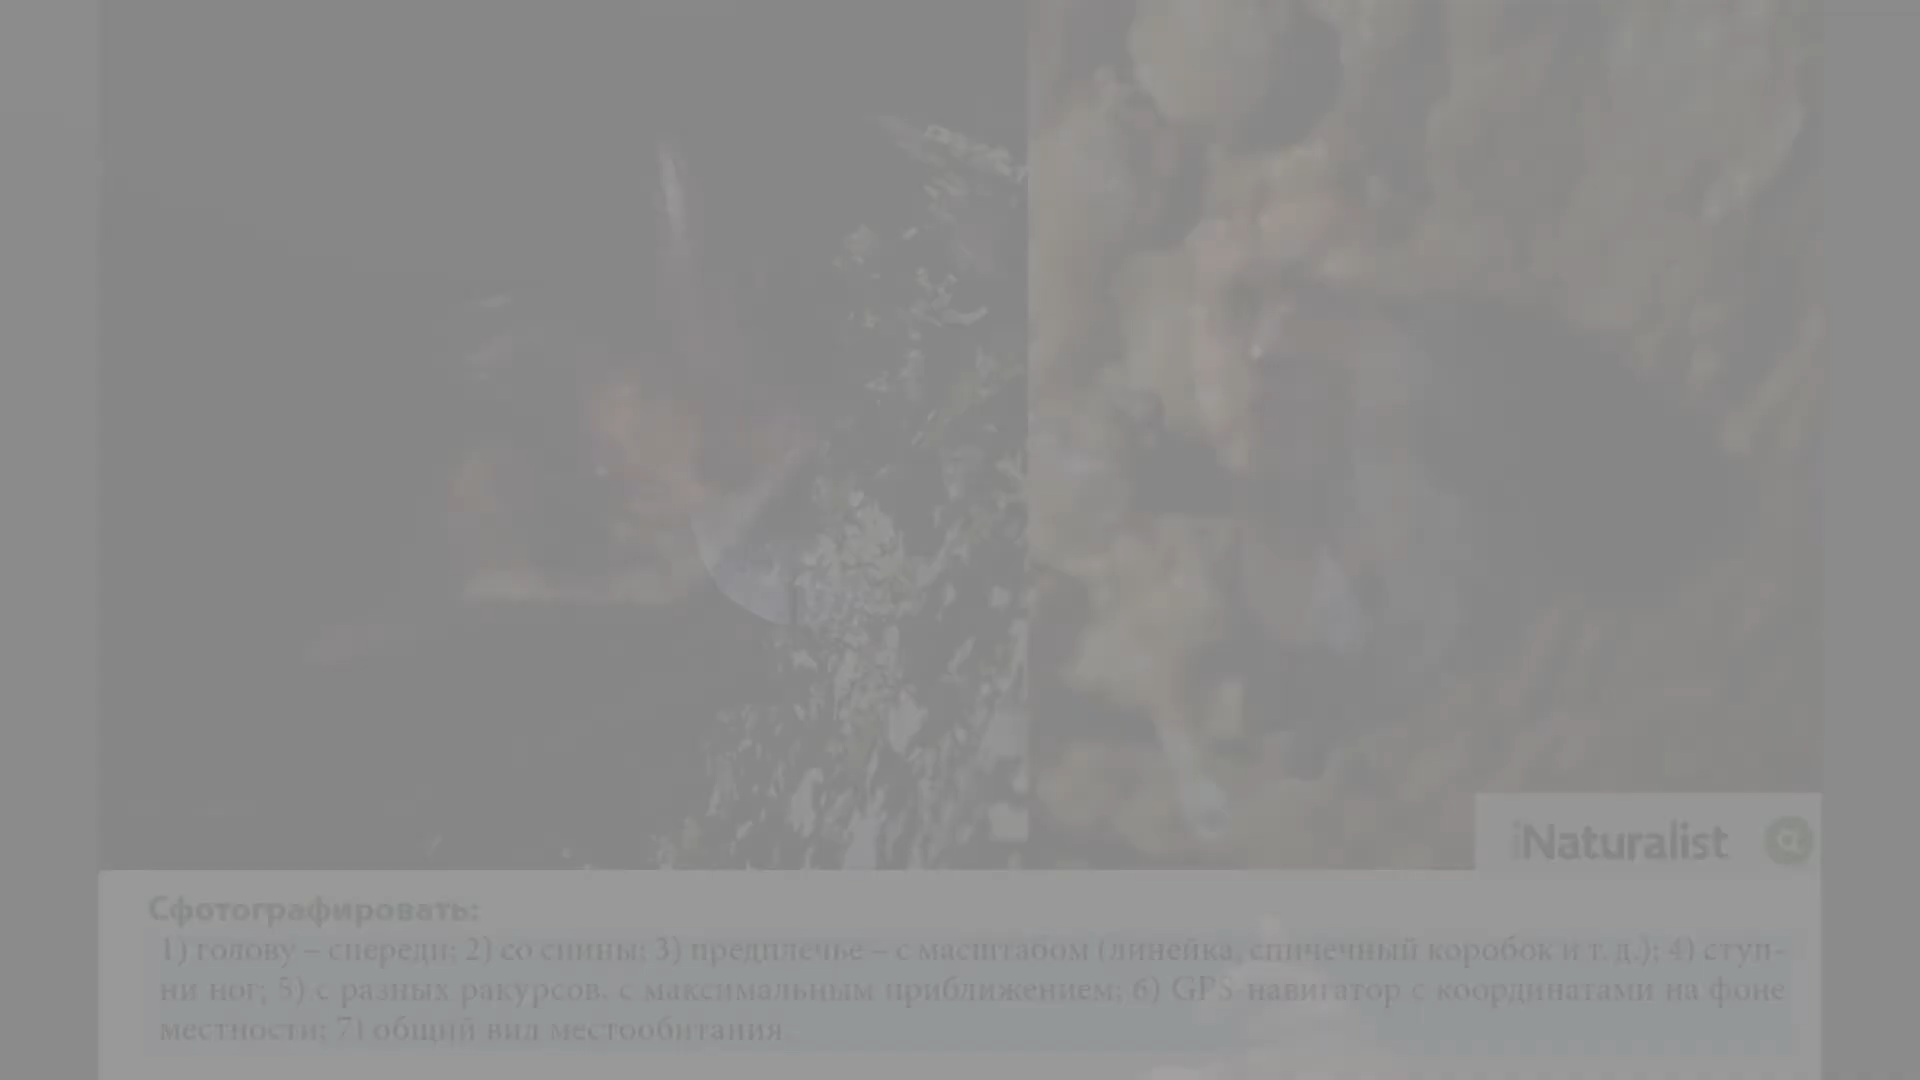 iNaturalist
Сфотографировать:
1) голову – спереди; 2) со спины; 3) предплечье – с масштабом (линейка, спичечный коробок и т. д.); 4) ступ-
ни ног; 5) с разных ракурсов, с максимальным приближением; 6) GPS-навигатор с координатами на фоне
местности; 7) общий вид местообитания.